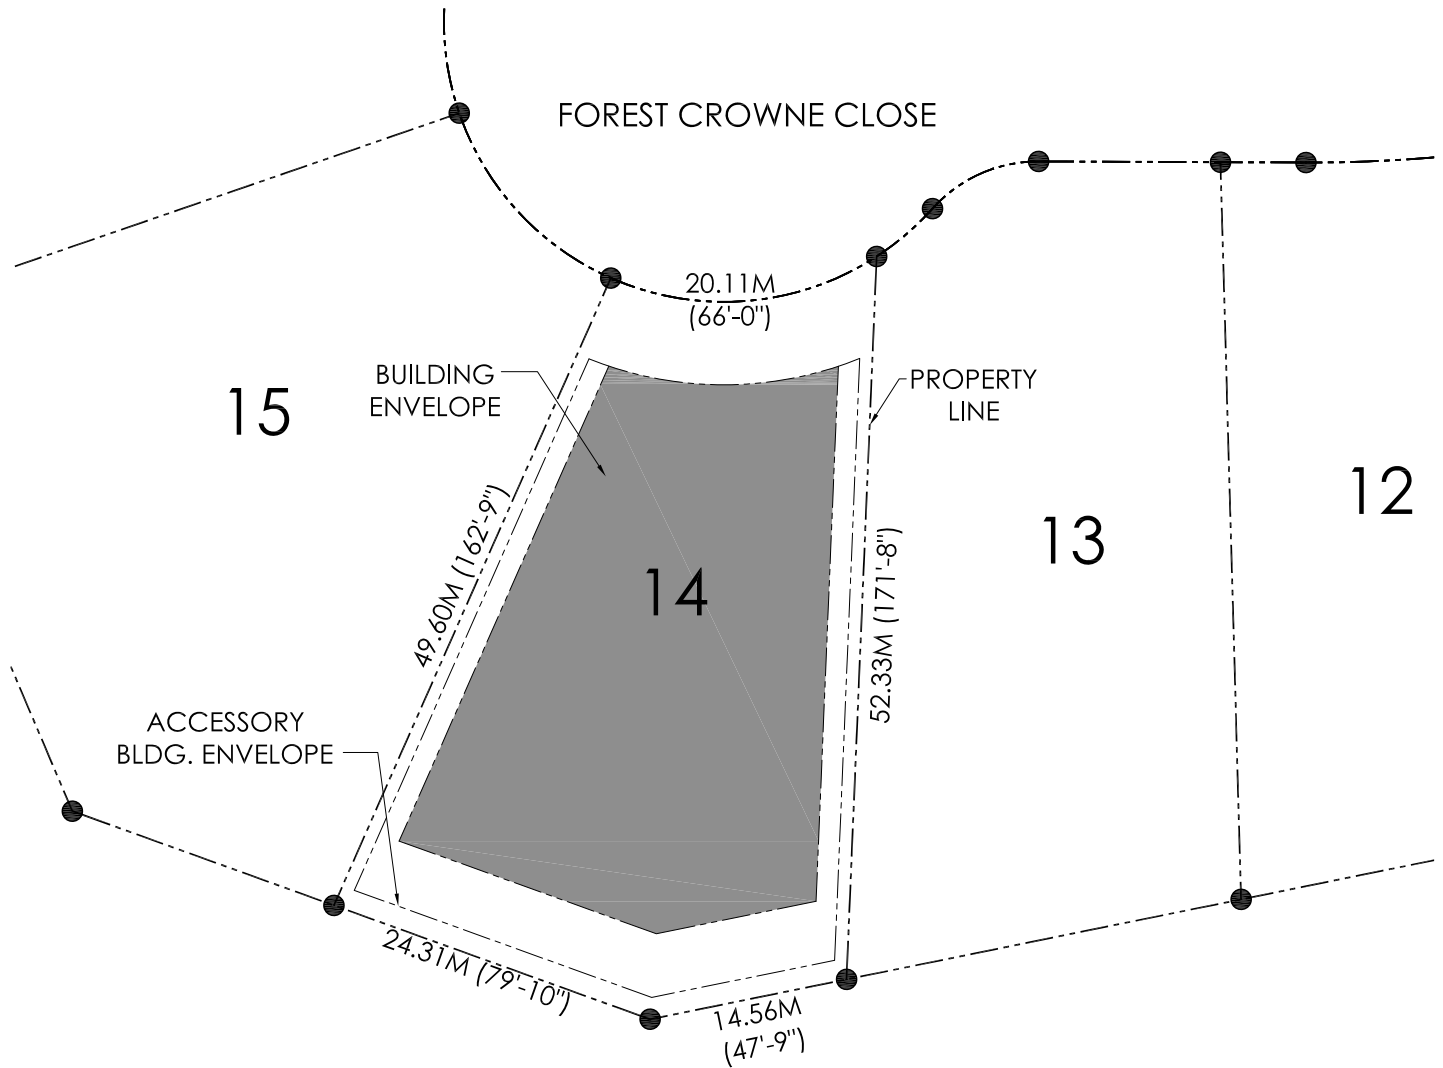 FOREST CROWNE CLOSE
20.11M
(66'-0")
BUILDING
ENVELOPE
PROPERTY
LINE
15
12
13
14
49.60M (162'-9")
52.33M (171'-8")
ACCESSORY
BLDG. ENVELOPE
24.31M (79'-10")
14.56M
(47'-9")